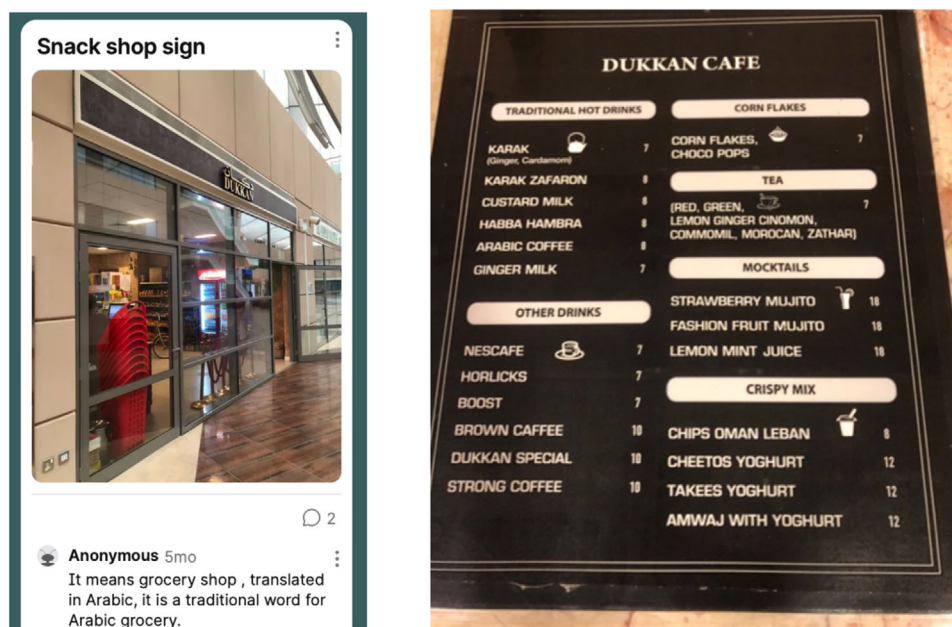 Snack shop sign
دكان
DUKKAN
2
Anonymous 5mo
It means grocery shop , translated
in Arabic, it is a traditional word for
Arabic grocery.
DUKKAN CAFE
TRADITIONAL HOT DRINKS
KARAK 7
(Ginger, Cardamom)
KARAK ZAFARON 8
CUSTARD MILK 8
HABBA HAMBRA 8
ARABIC COFFEE 8
GINGER MILK 7
OTHER DRINKS
NESCAFE 7
HORLICKS 7
BOOST 7
BROWN CAFFEE 10
DUKKAN SPECIAL 10
STRONG COFFEE 10
CORN FLAKES
CORN FLAKES, 7
CHOCO POPS
TEA
(RED, GREEN, 7
LEMON GINGER CINOMON,
COMMOMIL, MOROCAN, ZATHAR)
MOCKTAILS
STRAWBERRY MUJITO 18
FASHION FRUIT MUJITO 18
LEMON MINT JUICE 18
CRISPY MIX
CHIPS OMAN LEBAN 8
CHEETOS YOGHURT 12
TAKEES YOGHURT 12
AMWAJ WITH YOGHURT 12